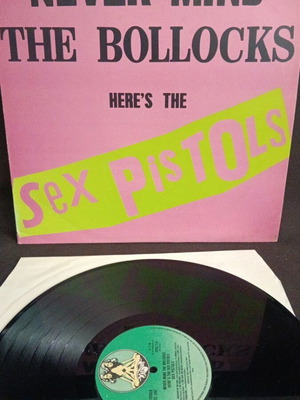 NEVER MIND
THE BOLLOCKS
HERE'S THE
Sex PISTOLS